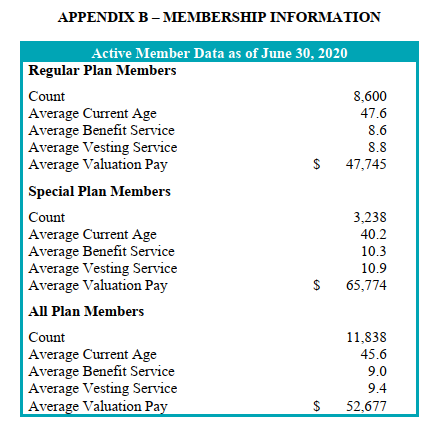 APPENDIX B – MEMBERSHIP INFORMATION
Active Member Data as of June 30, 2020
Regular Plan Members
Count 8,600
Average Current Age 47.6
Average Benefit Service 8.6
Average Vesting Service 8.8
Average Valuation Pay $ 47,745
Special Plan Members
Count 3,238
Average Current Age 40.2
Average Benefit Service 10.3
Average Vesting Service 10.9
Average Valuation Pay $ 65,774
All Plan Members
Count 11,838
Average Current Age 45.6
Average Benefit Service 9.0
Average Vesting Service 9.4
Average Valuation Pay $ 52,677